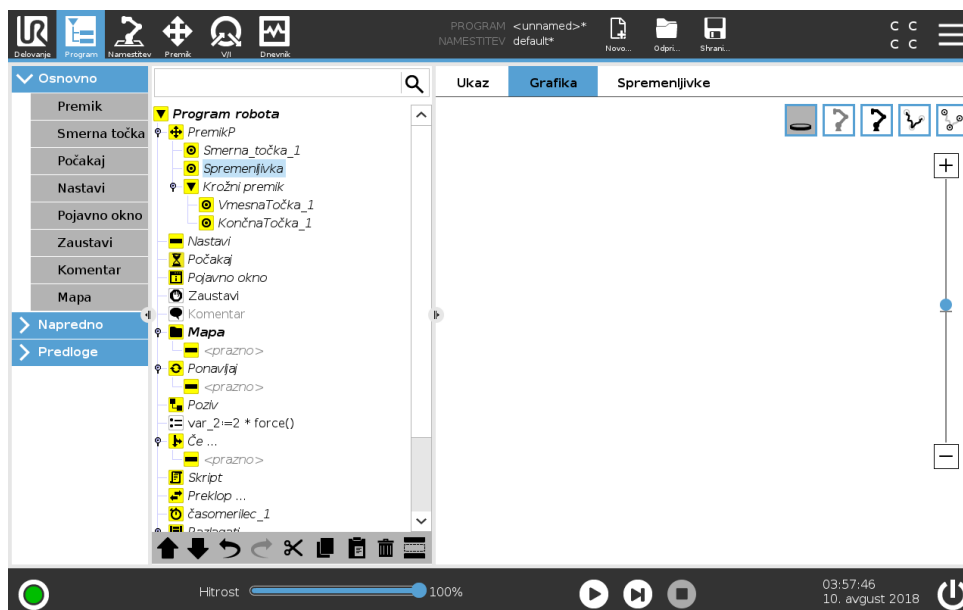 PROGRAM <unnamed>*
NAMESTITEV default*
Delovanje
Program
Namestitev
Premik
V/I
Dnevnik
Novo...
Odpri...
Shrani...
C C
C C
Osnovno
Premik
Smerna točka
Počakaj
Nastavi
Pojavno okno
Zaustavi
Komentar
Mapa
Napredno
Predloge
Program robota
PremikP
Smerna_točka_1
Spremenljivka
Krožni premik
VmesnaTočka_1
KončnaTočka_1
Nastavi
Počakaj
Pojavno okno
Zaustavi
Komentar
Mapa
<prazno>
Ponavljaj
<prazno>
Poziv
var_2:=2 * force()
Če ...
<prazno>
Skript
Preklop ...
časomerilec_1
Ukaz
Grafika
Spremenljivke
Hitrost
100%
03:57:46
10. avgust 2018